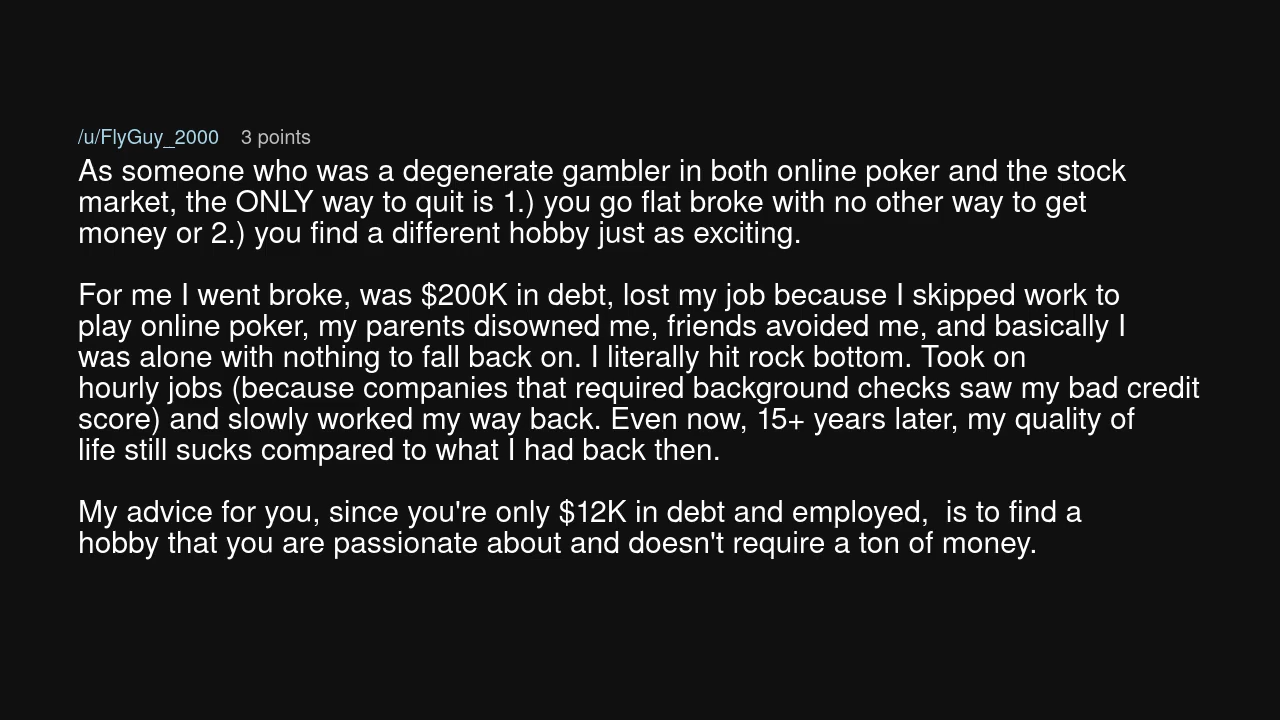 /u/FlyGuy_2000 3 points
As someone who was a degenerate gambler in both online poker and the stock
market, the ONLY way to quit is 1.) you go flat broke with no other way to get
money or 2.) you find a different hobby just as exciting.
For me I went broke, was $200K in debt, lost my job because I skipped work to
play online poker, my parents disowned me, friends avoided me, and basically I
was alone with nothing to fall back on. I literally hit rock bottom. Took on
hourly jobs (because companies that required background checks saw my bad credit
score) and slowly worked my way back. Even now, 15+ years later, my quality of
life still sucks compared to what I had back then.
My advice for you, since you're only $12K in debt and employed,  is to find a
hobby that you are passionate about and doesn't require a ton of money.